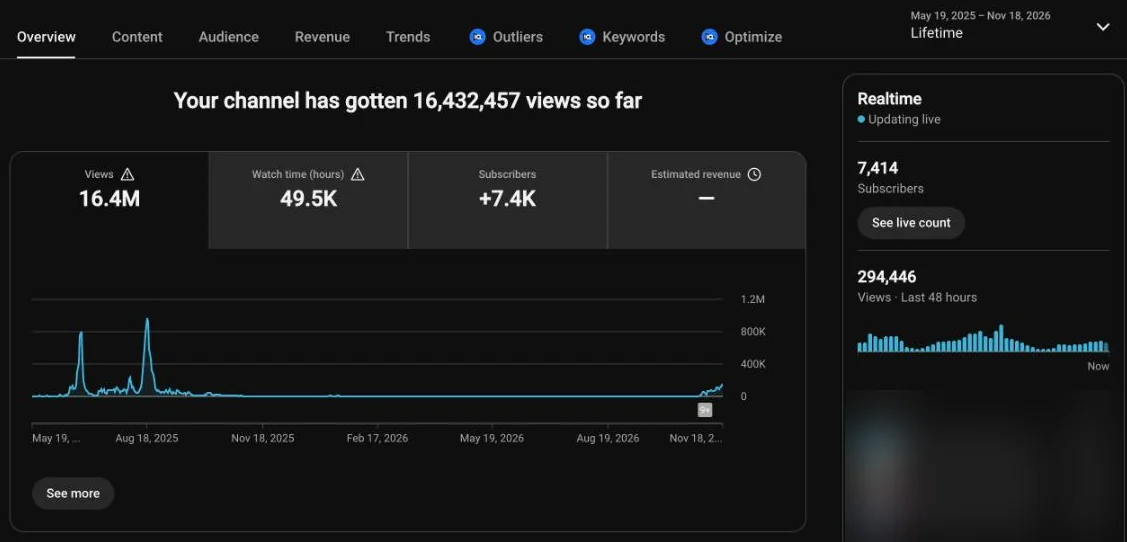 May 19, 2025 – Nov 18, 2026
Overview Content Audience Revenue Trends Outliers Keywords Optimize Lifetime
Your channel has gotten 16,432,457 views so far
Views Watch time (hours) Subscribers Estimated revenue
16.4M 49.5K +7.4K —
1.2M
800K
400K
0
9+
May 19, ... Aug 18, 2025 Nov 18, 2025 Feb 17, 2026 May 19, 2026 Aug 19, 2026 Nov 18, 2...
See more
Realtime
Updating live
7,414
Subscribers
See live count
294,446
Views · Last 48 hours
Now